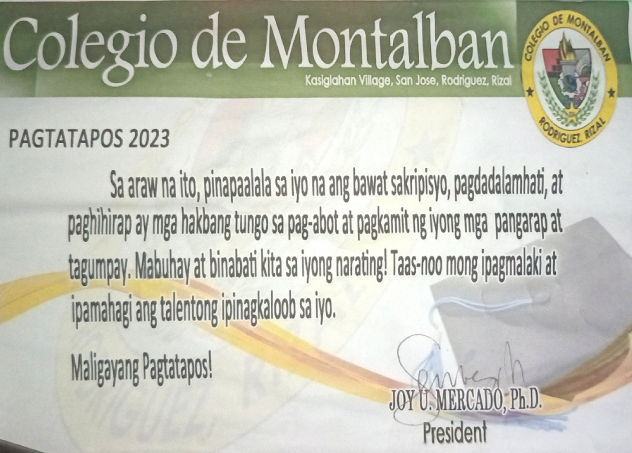 Colegio de Montalban
Kasiglahan Village, San Jose, Rodriguez, Rizal
COLEGIO DE MONTALBAN
RODRIGUEZ RIZAL
PAGTATAPOS 2023
Sa araw na ito, pinapaalala sa iyo na ang bawat sakripisyo, pagdadalamhati, at
paghihirap ay mga hakbang tungo sa pag-abot at pagkamit ng iyong mga pangarap at
tagumpay. Mabuhay at binabati kita sa iyong narating! Taas-noo mong ipagmalaki at
ipamahagi ang talentong ipinagkaloob sa iyo.
Maligayang Pagtatapos!
JOY U. MERCADO, Ph.D.
President